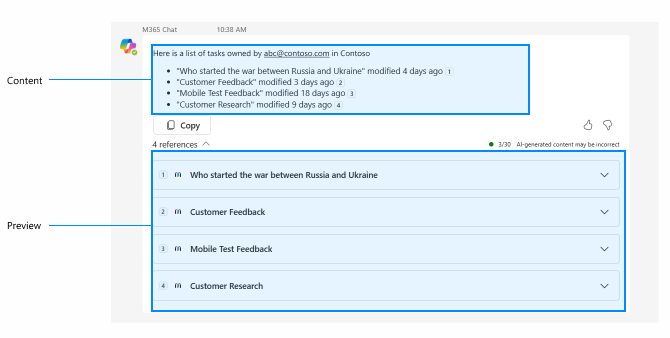 M365 Chat 10:38 AM
Here is a list of tasks owned by abc@contoso.com in Contoso
Content
• "Who started the war between Russia and Ukraine" modified 4 days ago 1
• "Customer Feedback" modified 3 days ago 2
• "Mobile Test Feedback" modified 18 days ago 3
• "Customer Research" modified 9 days ago 4
Copy
4 references
3/30 AI-generated content may be incorrect
1 Who started the war between Russia and Ukraine
2 Customer Feedback
Preview
3 Mobile Test Feedback
4 Customer Research